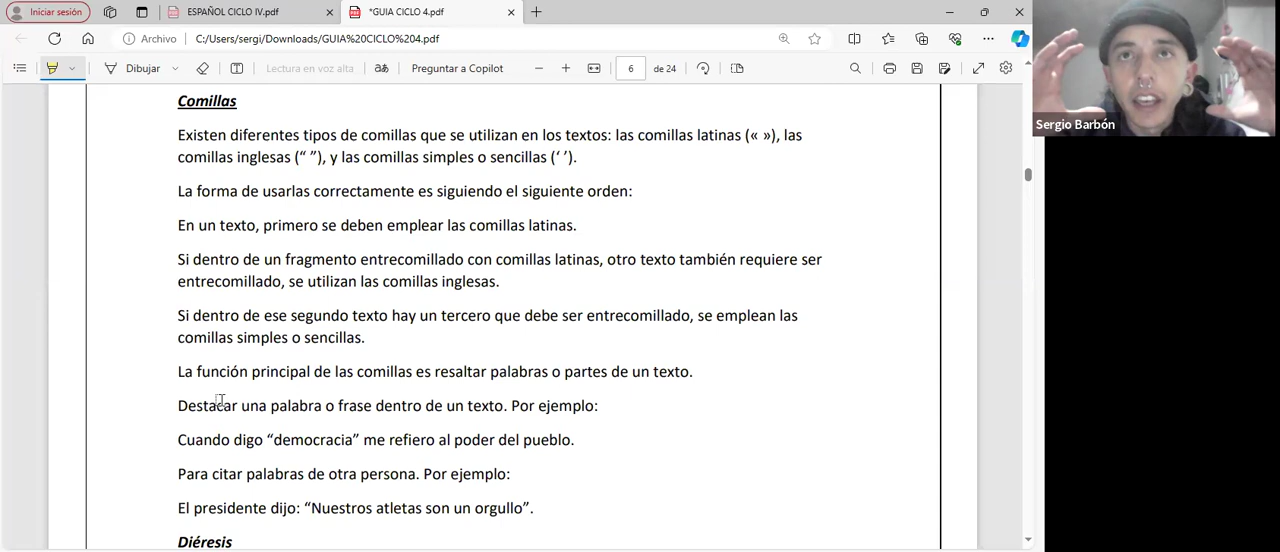 Iniciar sesión
ESPAÑOL CICLO IV.pdf
*GUIA CICLO 4.pdf
Archivo
C:/Users/sergi/Downloads/GUIA%20CICLO%204.pdf
Dibujar
Lectura en voz alta
aあ
Preguntar a Copilot
6
de 24
Sergio Barbón
Comillas
Existen diferentes tipos de comillas que se utilizan en los textos: las comillas latinas (« »), las
comillas inglesas (“ ”), y las comillas simples o sencillas (‘ ’).
La forma de usarlas correctamente es siguiendo el siguiente orden:
En un texto, primero se deben emplear las comillas latinas.
Si dentro de un fragmento entrecomillado con comillas latinas, otro texto también requiere ser
entrecomillado, se utilizan las comillas inglesas.
Si dentro de ese segundo texto hay un tercero que debe ser entrecomillado, se emplean las
comillas simples o sencillas.
La función principal de las comillas es resaltar palabras o partes de un texto.
Destacar una palabra o frase dentro de un texto. Por ejemplo:
Cuando digo “democracia” me refiero al poder del pueblo.
Para citar palabras de otra persona. Por ejemplo:
El presidente dijo: “Nuestros atletas son un orgullo”.
Diéresis